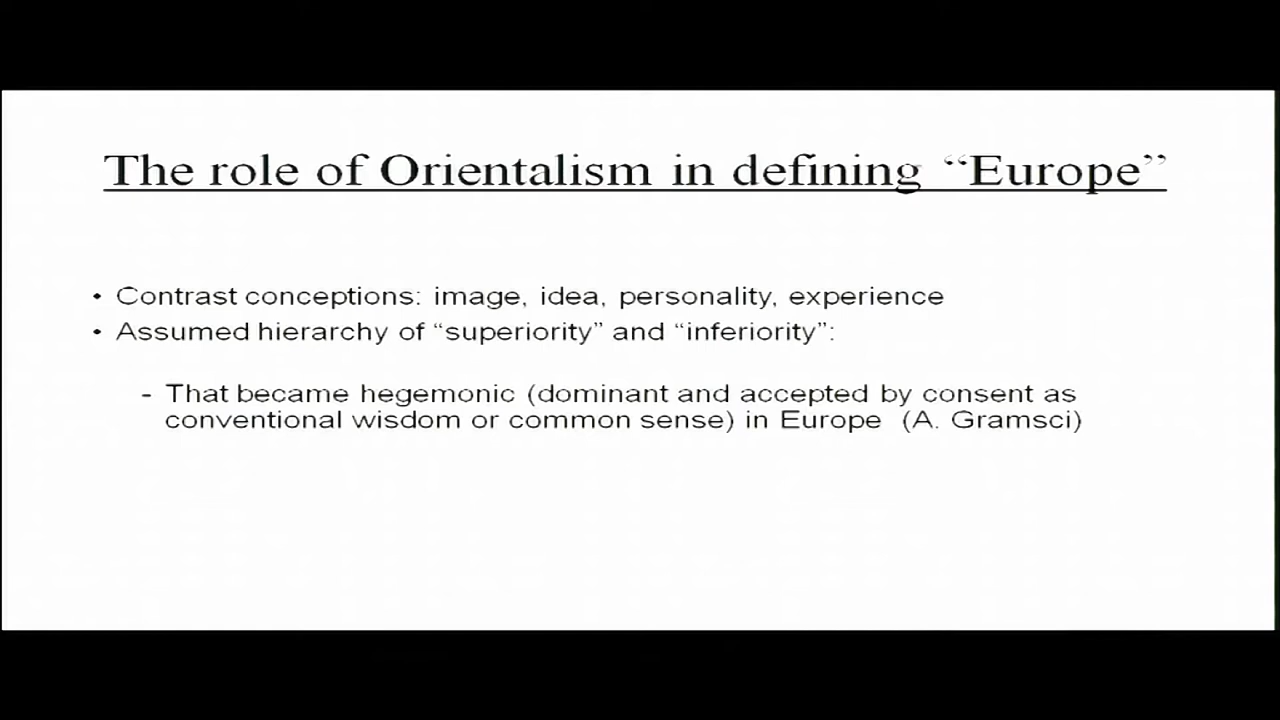 The role of Orientalism in defining “Europe”
• Contrast conceptions: image, idea, personality, experience
• Assumed hierarchy of “superiority” and “inferiority”:
- That became hegemonic (dominant and accepted by consent as
conventional wisdom or common sense) in Europe (A. Gramsci)